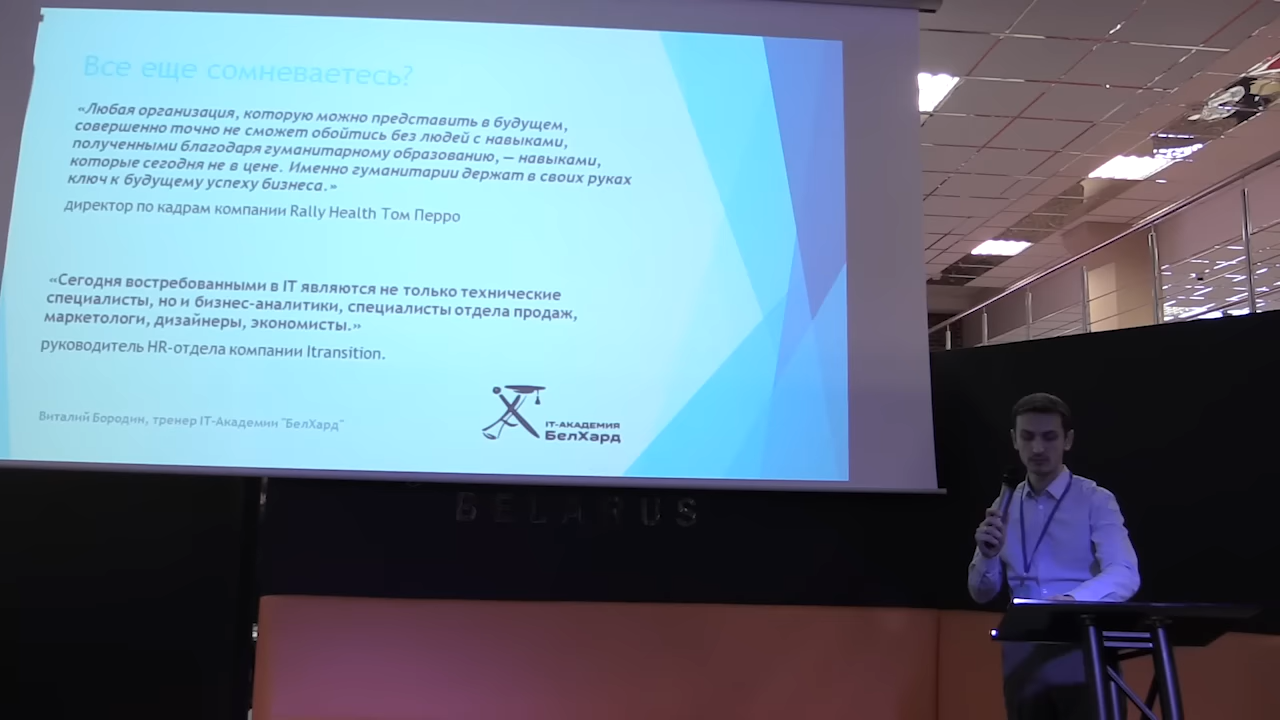 Все еще сомневаетесь?
«Любая организация, которую можно представить в будущем,
совершенно точно не сможет обойтись без людей с навыками,
полученными благодаря гуманитарному образованию, — навыками,
которые сегодня не в цене. Именно гуманитарии держат в своих руках
ключ к будущему успеху бизнеса.»
директор по кадрам компании Rally Health Том Перро
«Сегодня востребованными в IT являются не только технические
специалисты, но и бизнес-аналитики, специалисты отдела продаж,
маркетологи, дизайнеры, экономисты.»
руководитель HR-отдела компании Itransition.
Виталий Бородин, тренер IT-Академии "БелХард"
IT-АКАДЕМИЯ
БелХард
BELARUS